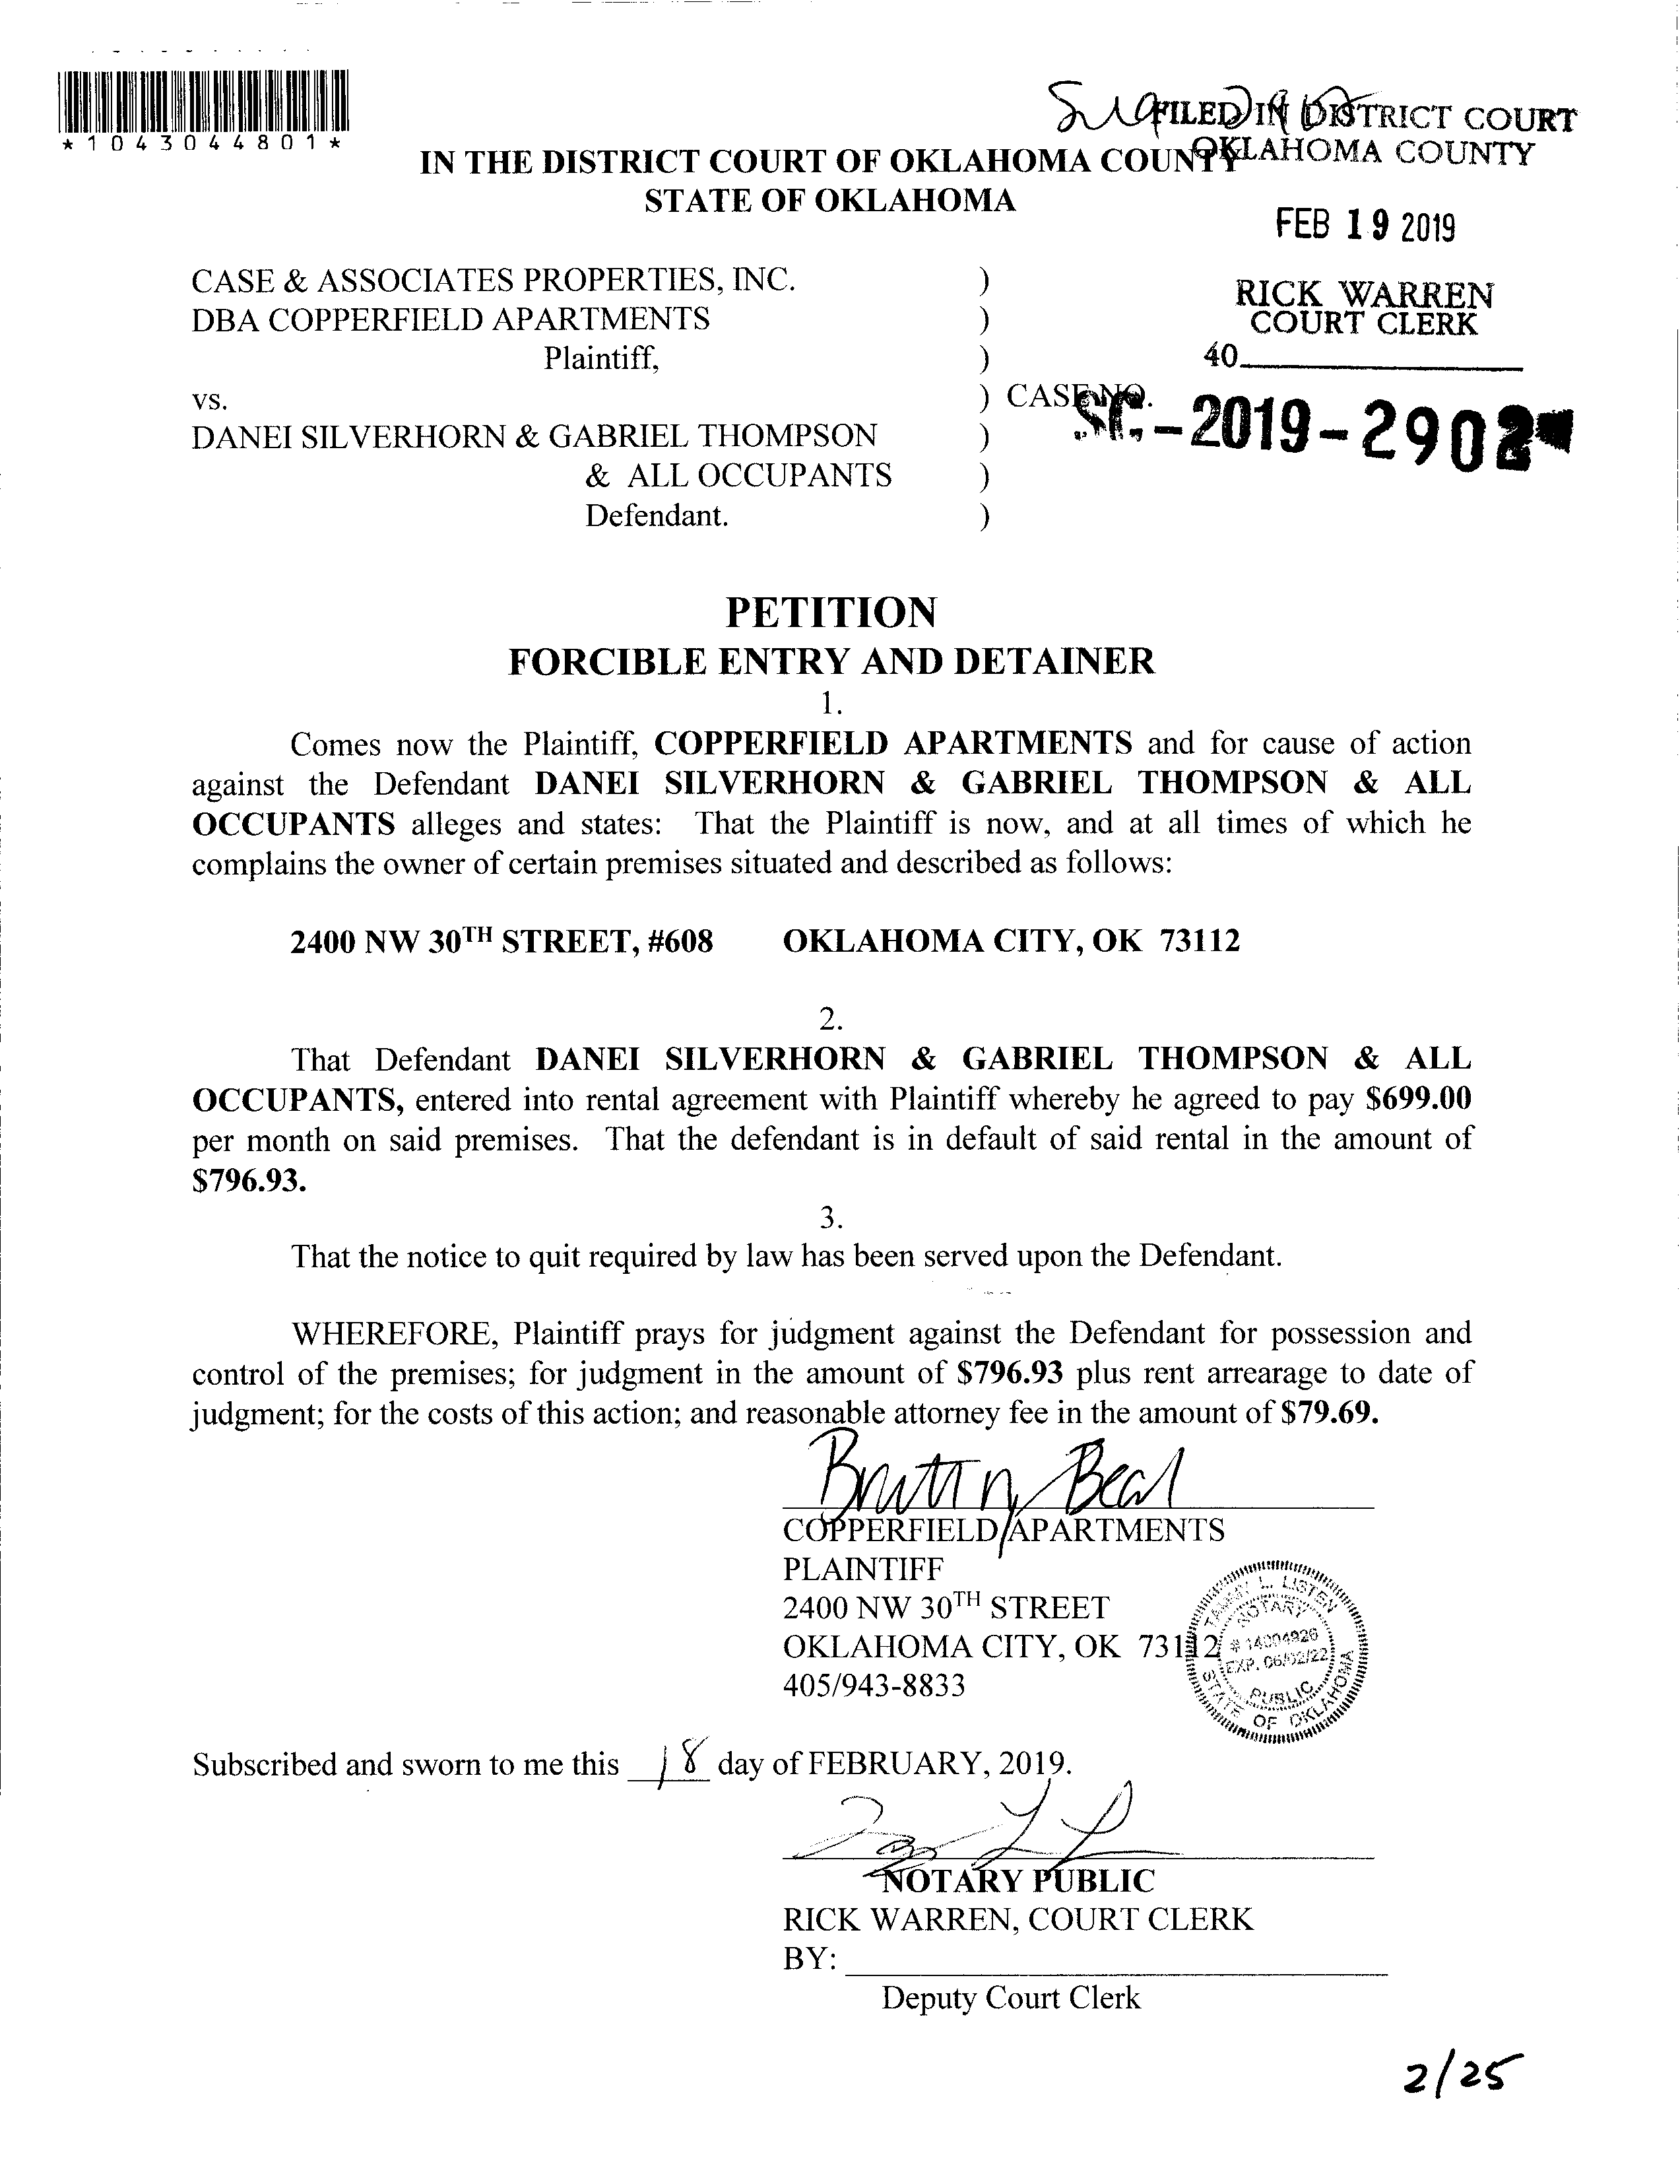 *1043044801*
FILED IN DISTRICT COURT
OKLAHOMA COUNTY
IN THE DISTRICT COURT OF OKLAHOMA COUNTY
STATE OF OKLAHOMA
FEB 19 2019
RICK WARREN
COURT CLERK
40
CASE & ASSOCIATES PROPERTIES, INC. )
DBA COPPERFIELD APARTMENTS )
Plaintiff, )
vs. ) CASE NO.
SC-2019-2902
DANEI SILVERHORN & GABRIEL THOMPSON )
& ALL OCCUPANTS )
Defendant. )
PETITION
FORCIBLE ENTRY AND DETAINER
1.
Comes now the Plaintiff, COPPERFIELD APARTMENTS and for cause of action
against the Defendant DANEI SILVERHORN & GABRIEL THOMPSON & ALL
OCCUPANTS alleges and states: That the Plaintiff is now, and at all times of which he
complains the owner of certain premises situated and described as follows:
2400 NW 30TH STREET, #608 OKLAHOMA CITY, OK 73112
2.
That Defendant DANEI SILVERHORN & GABRIEL THOMPSON & ALL
OCCUPANTS, entered into rental agreement with Plaintiff whereby he agreed to pay $699.00
per month on said premises. That the defendant is in default of said rental in the amount of
$796.93.
3.
That the notice to quit required by law has been served upon the Defendant.
WHEREFORE, Plaintiff prays for judgment against the Defendant for possession and
control of the premises; for judgment in the amount of $796.93 plus rent arrearage to date of
judgment; for the costs of this action; and reasonable attorney fee in the amount of $79.69.
COPPERFIELD APARTMENTS
PLAINTIFF
2400 NW 30TH STREET
OKLAHOMA CITY, OK 73112
405/943-8833
L. LISTEN
NOTARY
# 14004926
EXP. 06/02/22
PUBLIC
STATE OF OKLAHOMA
Subscribed and sworn to me this 18 day of FEBRUARY, 2019.
NOTARY PUBLIC
RICK WARREN, COURT CLERK
BY:
Deputy Court Clerk
2/25